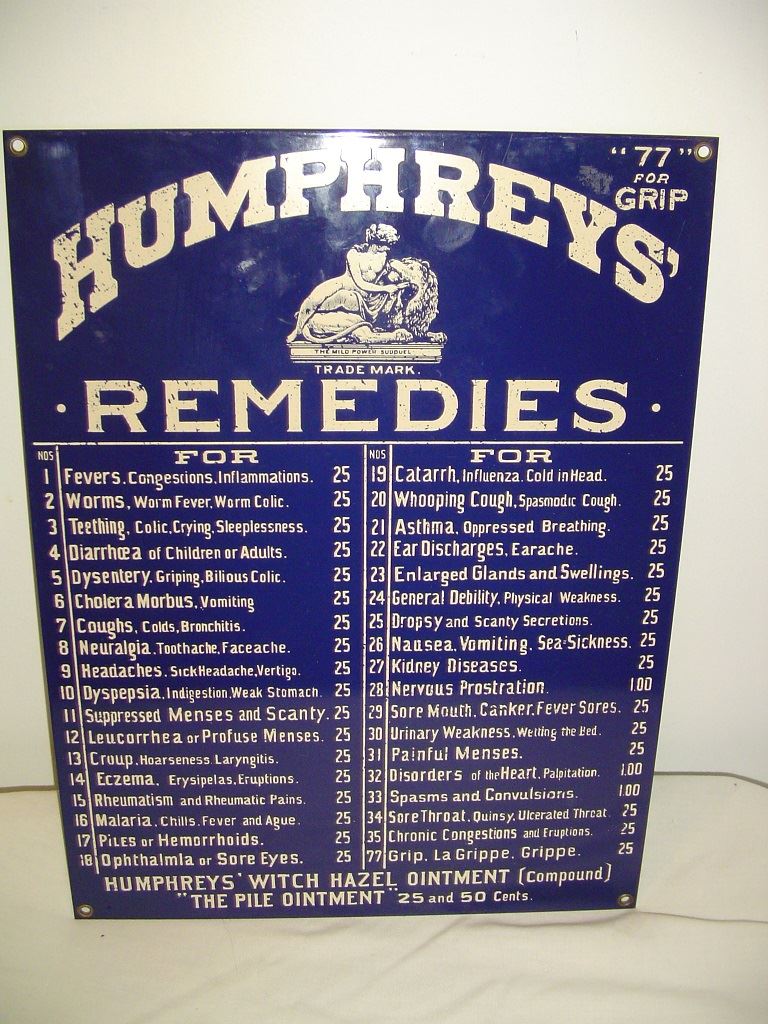 HUMPHREYS'
"77"
FOR
GRIP
THE MILD POWER SUBDUES
TRADE MARK.
· REMEDIES ·
NOS FOR
1 Fevers, Congestions, Inflammations. 25
2 Worms, Worm Fever, Worm Colic. 25
3 Teething, Colic, Crying, Sleeplessness. 25
4 Diarrhœa of Children or Adults. 25
5 Dysentery, Griping, Bilious Colic. 25
6 Cholera Morbus, Vomiting 25
7 Coughs, Colds, Bronchitis. 25
8 Neuralgia, Toothache, Faceache. 25
9 Headaches, Sick Headache, Vertigo. 25
10 Dyspepsia, Indigestion, Weak Stomach. 25
11 Suppressed Menses and Scanty. 25
12 Leucorrhea or Profuse Menses. 25
13 Croup, Hoarseness, Laryngitis. 25
14 Eczema, Erysipelas, Eruptions. 25
15 Rheumatism and Rheumatic Pains. 25
16 Malaria, Chills, Fever and Ague. 25
17 Piles or Hemorrhoids. 25
18 Ophthalmia or Sore Eyes. 25
NOS FOR
19 Catarrh, Influenza, Cold in Head. 25
20 Whooping Cough, Spasmodic Cough. 25
21 Asthma, Oppressed Breathing. 25
22 Ear Discharges, Earache. 25
23 Enlarged Glands and Swellings. 25
24 General Debility, Physical Weakness. 25
25 Dropsy and Scanty Secretions. 25
26 Nausea, Vomiting, Sea-Sickness. 25
27 Kidney Diseases. 25
28 Nervous Prostration. 1.00
29 Sore Mouth, Canker, Fever Sores. 25
30 Urinary Weakness, Wetting the Bed. 25
31 Painful Menses. 25
32 Disorders of the Heart, Palpitation. 1.00
33 Spasms and Convulsions. 1.00
34 Sore Throat, Quinsy, Ulcerated Throat 25
35 Chronic Congestions and Eruptions. 25
77 Grip, La Grippe, Grippe. 25
HUMPHREYS' WITCH HAZEL OINTMENT (Compound)
"THE PILE OINTMENT" 25 and 50 Cents.